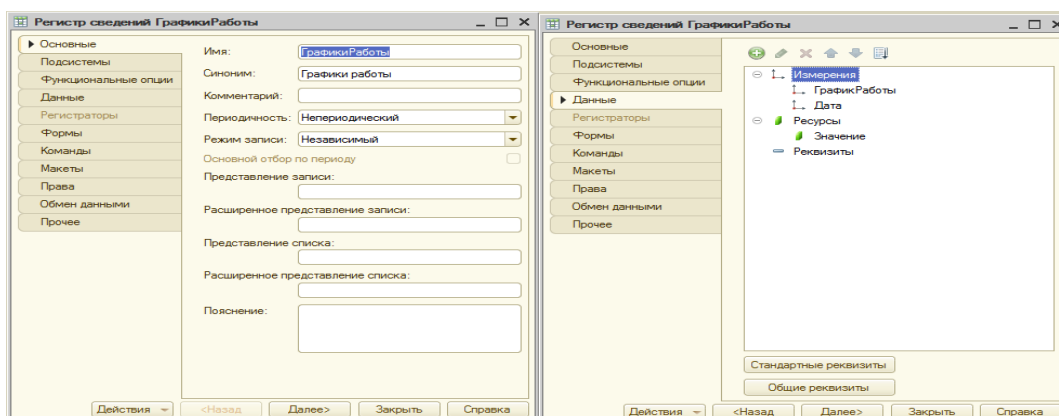 Регистр сведений ГрафикиРаботы
Основные
Подсистемы
Функциональные опции
Данные
Регистраторы
Формы
Команды
Макеты
Права
Обмен данными
Прочее
Имя: ГрафикиРаботы
Синоним: Графики работы
Комментарий:
Периодичность: Непериодический
Режим записи: Независимый
Основной отбор по периоду
Представление записи:
Расширенное представление записи:
Представление списка:
Расширенное представление списка:
Пояснение:
Действия <Назад Далее> Закрыть Справка
Регистр сведений ГрафикиРаботы
Основные
Подсистемы
Функциональные опции
Данные
Регистраторы
Формы
Команды
Макеты
Права
Обмен данными
Прочее
Измерения
ГрафикРаботы
Дата
Ресурсы
Значение
Реквизиты
Стандартные реквизиты
Общие реквизиты
Действия <Назад Далее> Закрыть Справка